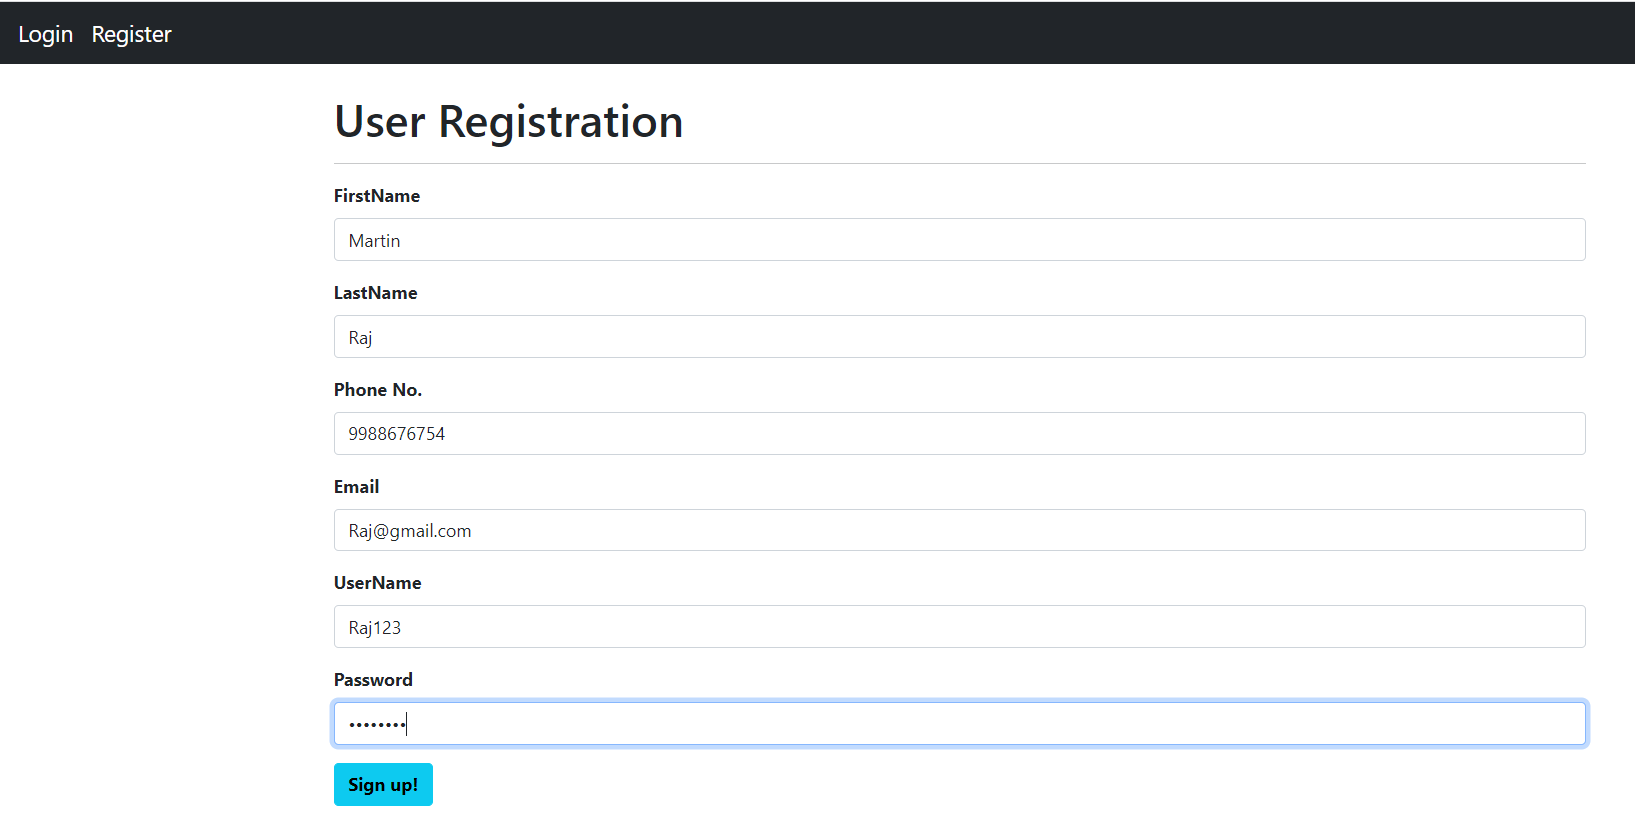 Login Register
User Registration
FirstName
Martin
LastName
Raj
Phone No.
9988676754
Email
Raj@gmail.com
UserName
Raj123
Password
••••••••
Sign up!